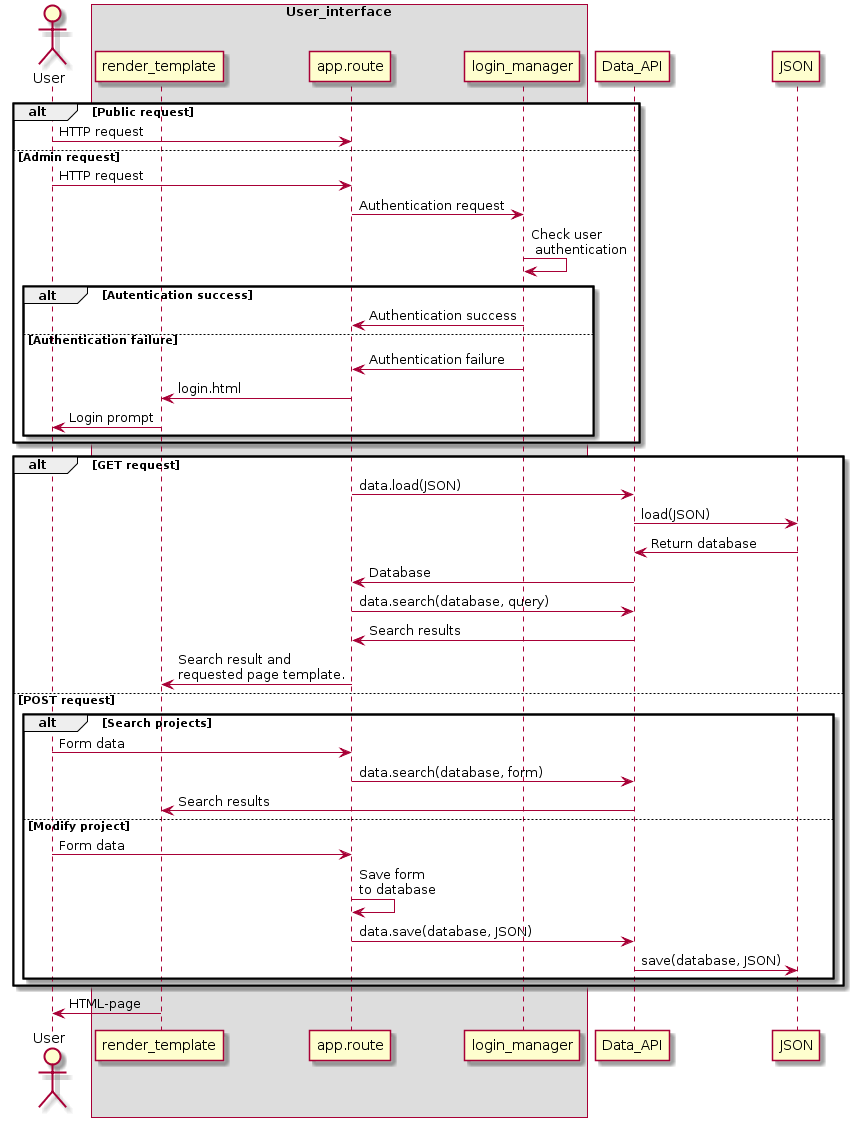 User_interface
User
render_template
app.route
login_manager
Data_API
JSON
alt
[Public request]
HTTP request
[Admin request]
HTTP request
Authentication request
Check user
authentication
alt
[Autentication success]
Authentication success
[Authentication failure]
Authentication failure
login.html
Login prompt
alt
[GET request]
data.load(JSON)
load(JSON)
Return database
Database
data.search(database, query)
Search results
Search result and
requested page template.
[POST request]
alt
[Search projects]
Form data
data.search(database, form)
Search results
[Modify project]
Form data
Save form
to database
data.save(database, JSON)
save(database, JSON)
HTML-page
User
render_template
app.route
login_manager
Data_API
JSON